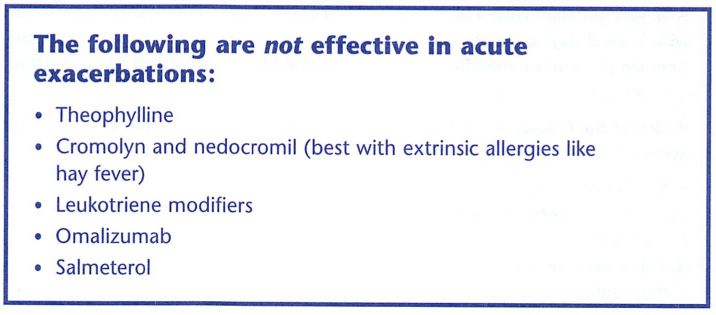 The following are not effective in acute
exacerbations:
• Theophylline
• Cromolyn and nedocromil (best with extrinsic allergies like
hay fever)
• Leukotriene modifiers
• Omalizumab
• Salmeterol